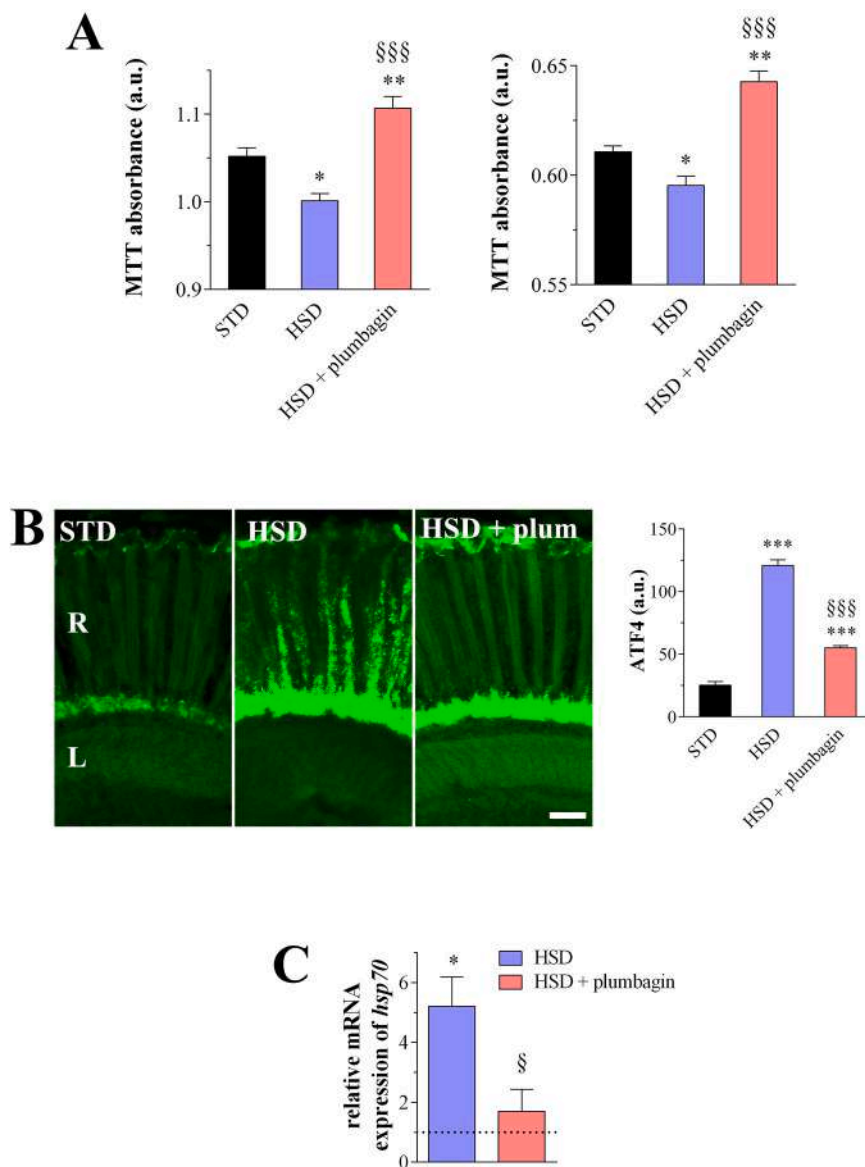 A
MTT absorbance (a.u.)
1.1
1.0
0.9
*
§§§
**
STD
HSD
HSD + plumbagin
MTT absorbance (a.u.)
0.65
0.60
0.55
*
§§§
**
STD
HSD
HSD + plumbagin
B
STD
HSD
HSD + plum
R
L
ATF4 (a.u.)
150
100
50
0
***
§§§
***
STD
HSD
HSD + plumbagin
C
relative mRNA
expression of hsp70
6
4
2
0
*
§
HSD
HSD + plumbagin